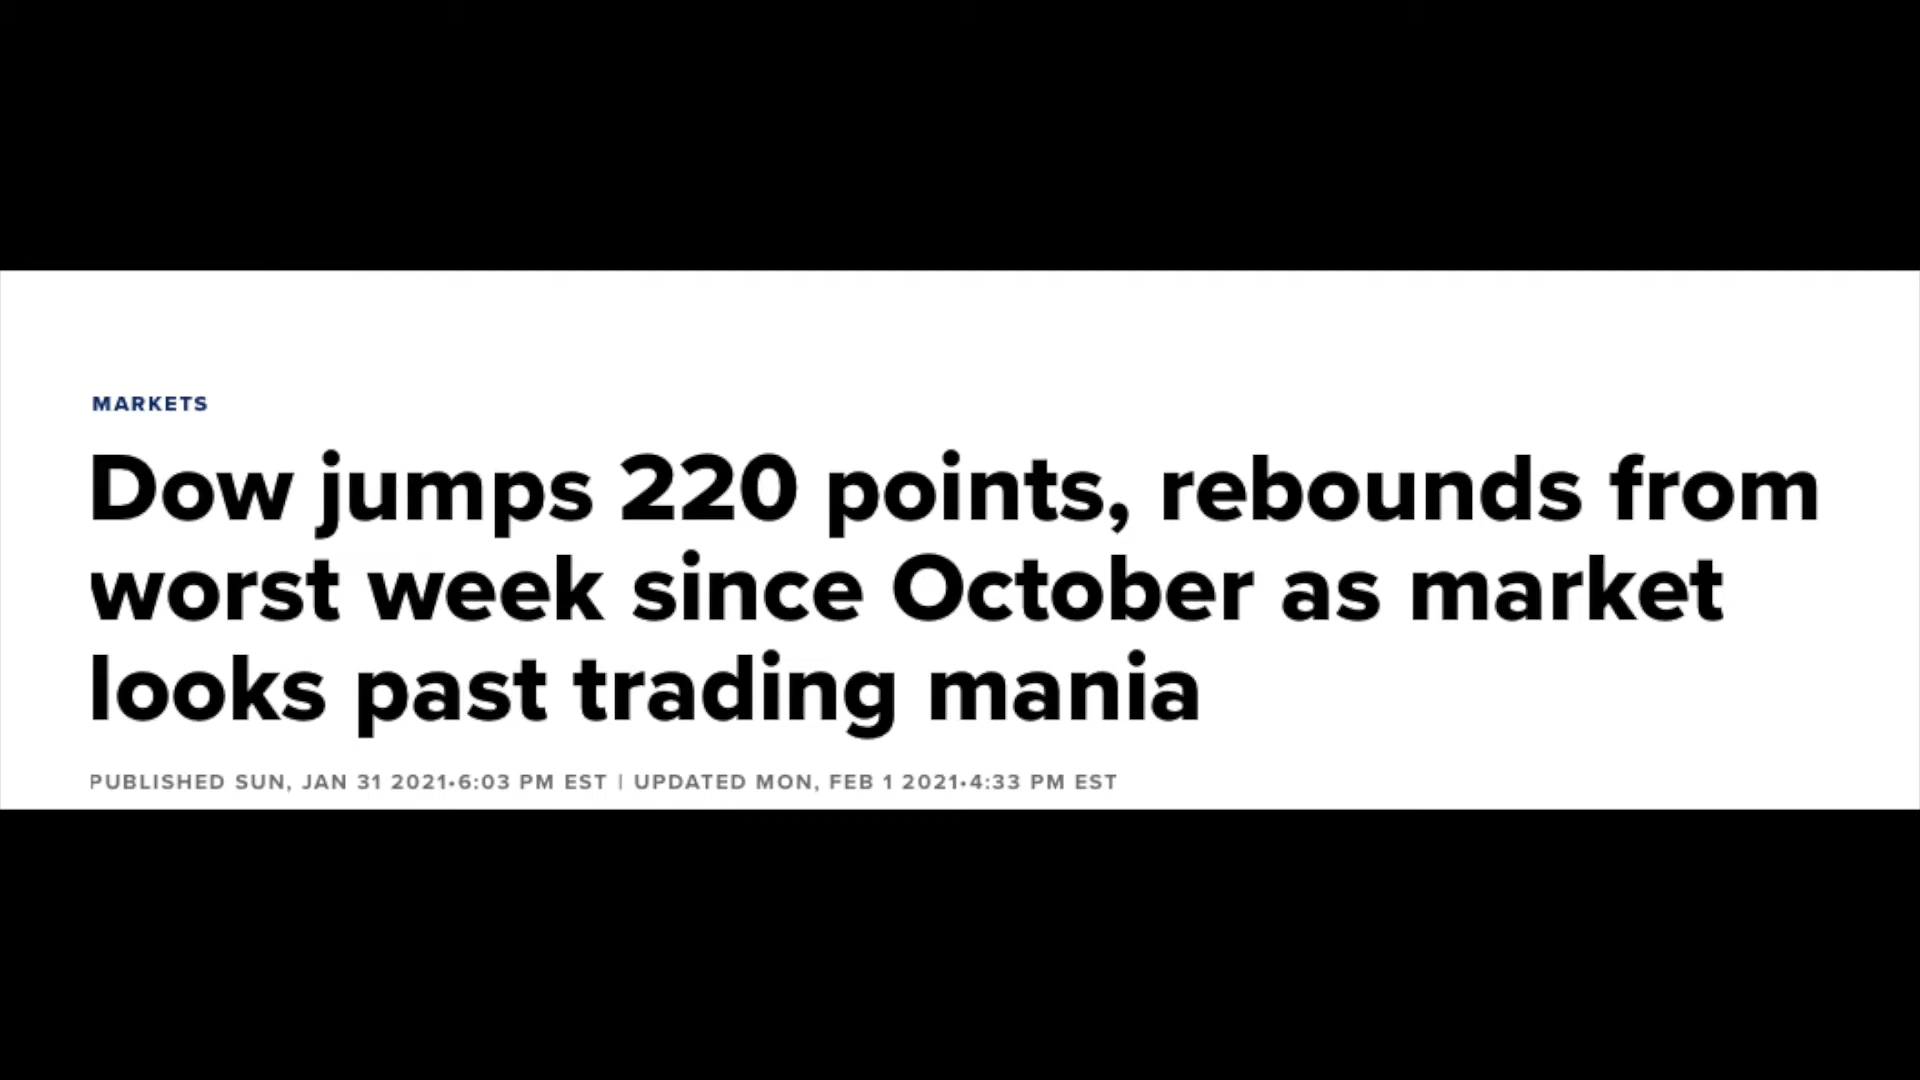 MARKETS
Dow jumps 220 points, rebounds from
worst week since October as market
looks past trading mania
PUBLISHED SUN, JAN 31 2021•6:03 PM EST | UPDATED MON, FEB 1 2021•4:33 PM EST